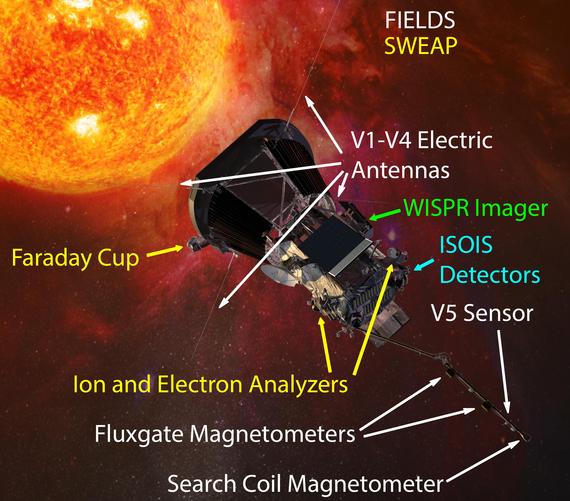 FIELDS
SWEAP
V1-V4 Electric
Antennas
WISPR Imager
ISOIS
Detectors
Faraday Cup
V5 Sensor
Ion and Electron Analyzers
Fluxgate Magnetometers
Search Coil Magnetometer